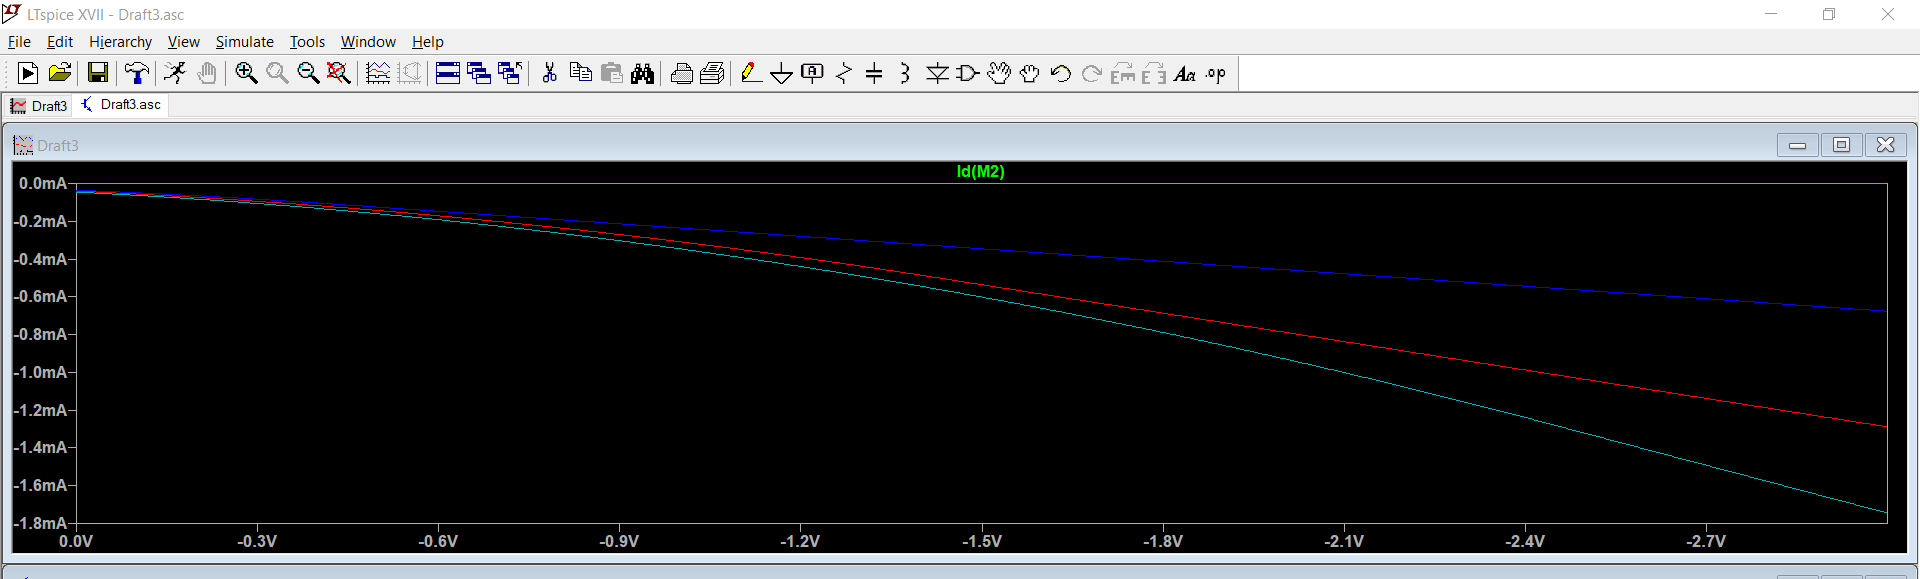 LTspice XVII - Draft3.asc
File Edit Hierarchy View Simulate Tools Window Help
A Aa .op
Draft3 Draft3.asc
Draft3
Id(M2)
0.0mA
-0.2mA
-0.4mA
-0.6mA
-0.8mA
-1.0mA
-1.2mA
-1.4mA
-1.6mA
-1.8mA
0.0V -0.3V -0.6V -0.9V -1.2V -1.5V -1.8V -2.1V -2.4V -2.7V